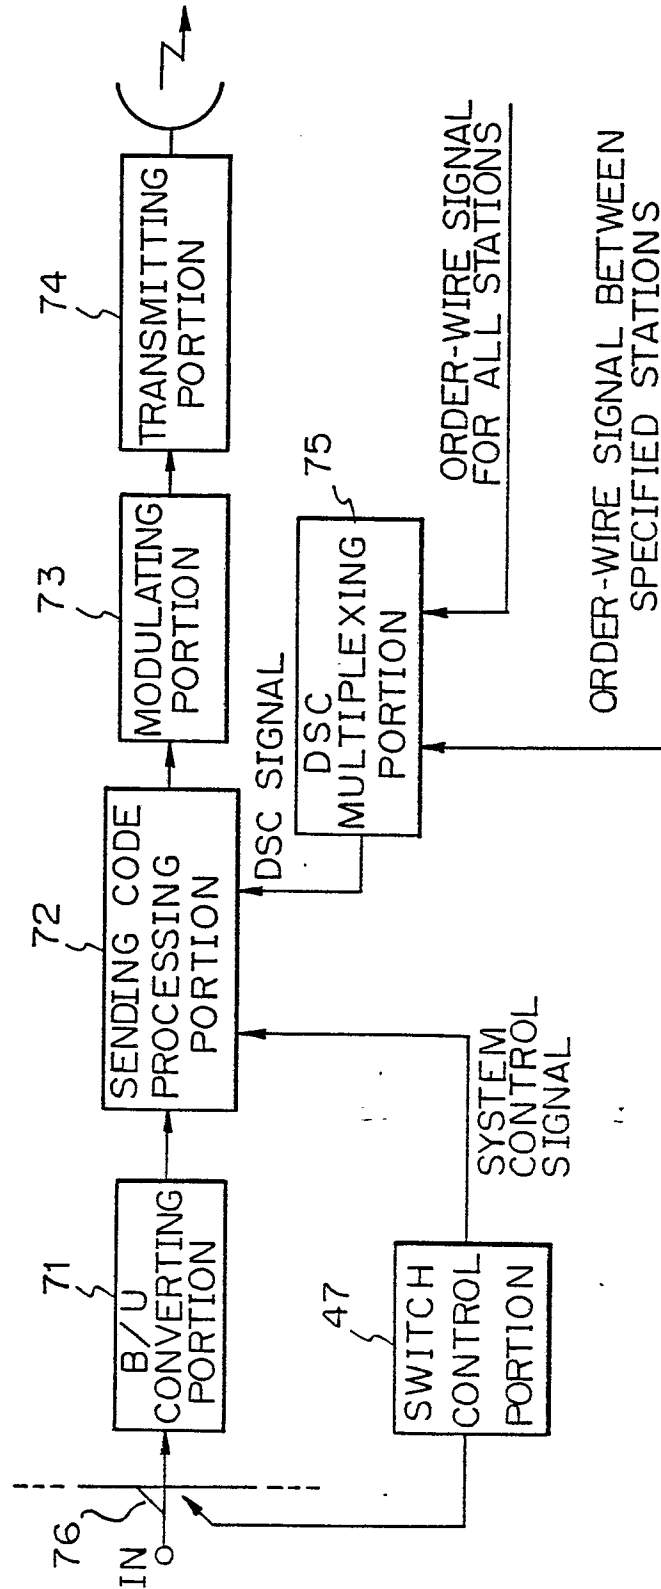 76
IN
71
B/U
CONVERTING
PORTION
72
SENDING CODE
PROCESSING
PORTION
73
MODULATING
PORTION
74
TRANSMITTING
PORTION
47
SWITCH
CONTROL
PORTION
SYSTEM
CONTROL
SIGNAL
DSC SIGNAL
75
DSC
MULTIPLEXING
PORTION
ORDER-WIRE SIGNAL
FOR ALL STATIONS
ORDER-WIRE SIGNAL BETWEEN
SPECIFIED STATIONS